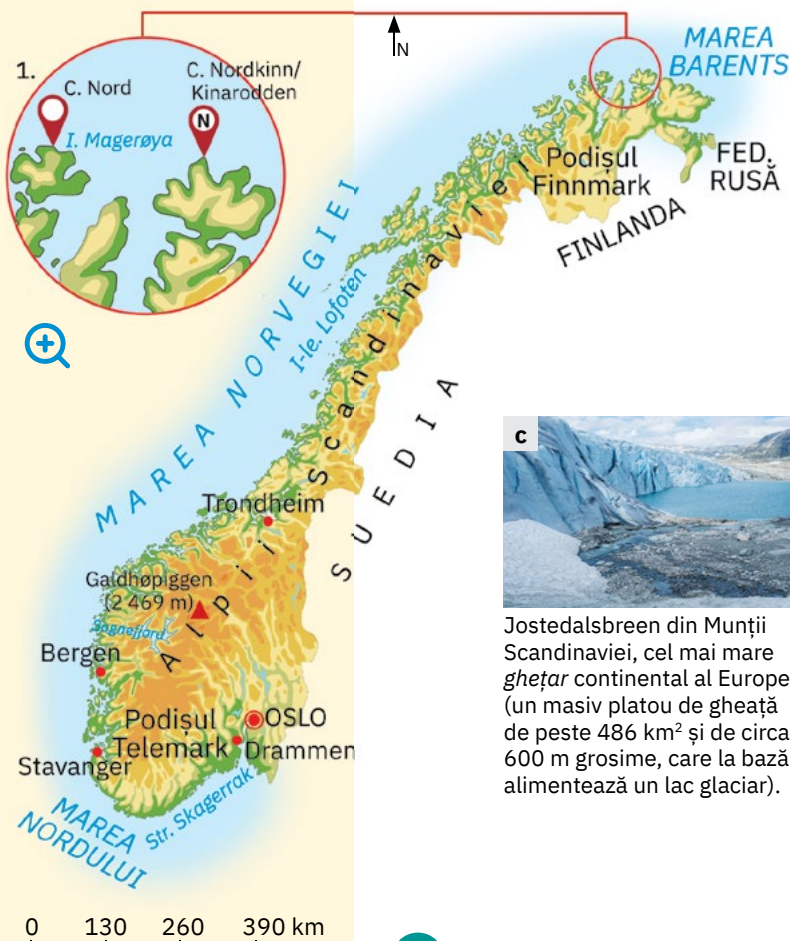 1.
C. Nord
C. Nordkinn/
Kinarodden
N
I. Magerøya
N
MAREA
BARENTS
Podișul
Finnmark
FED.
RUSĂ
FINLANDA
MAREA NORVEGIEI
I-le. Lofoten
Alpii Scandinaviei
SUEDIA
Trondheim
Galdhøpiggen
(2 469 m)
Sognefjord
Bergen
Podișul
Telemark
OSLO
Drammen
Stavanger
Str. Skagerrak
MAREA
NORDULUI
0 130 260 390 km
c
Jostedalsbreen din Munții
Scandinaviei, cel mai mare
ghețar continental al Europe
(un masiv platou de gheață
de peste 486 km² și de circa
600 m grosime, care la bază
alimentează un lac glaciar).